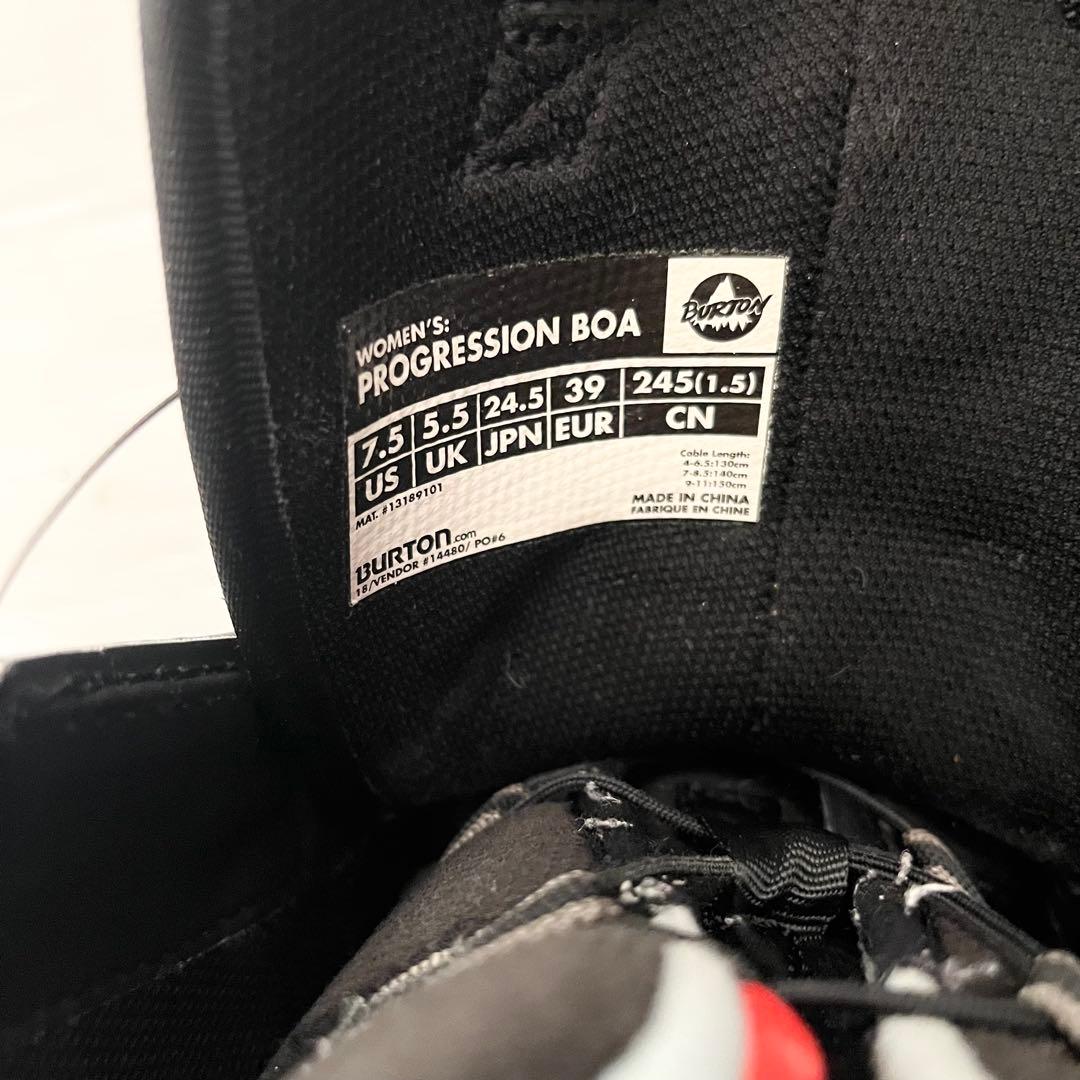 WOMEN'S:
PROGRESSION BOA
BURTON
7.5 5.5 24.5 39 245(1.5)
US UK JPN EUR CN
MAT. #13189101
Cable Length:
4-6.5:130cm
7-8.5:140cm
9-11:150cm
MADE IN CHINA
FABRIQUE EN CHINE
BURTON.com
18/VENDOR #14480/ PO#6